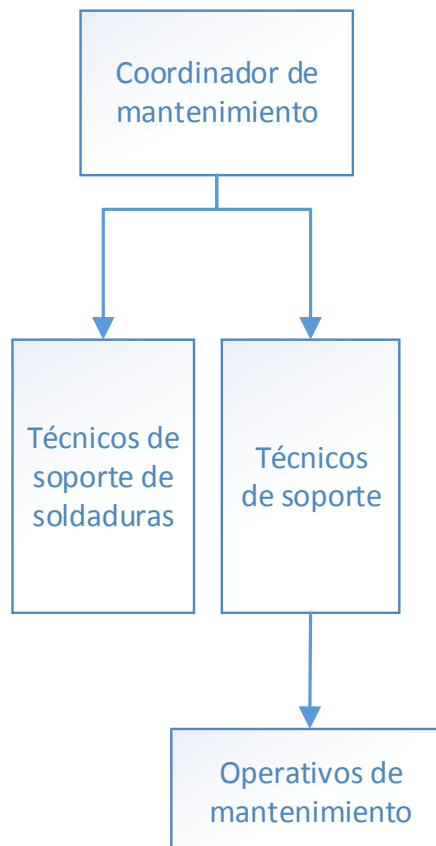 Coordinador de
mantenimiento
Técnicos de
soporte de
soldaduras
Técnicos
de soporte
Operativos de
mantenimiento